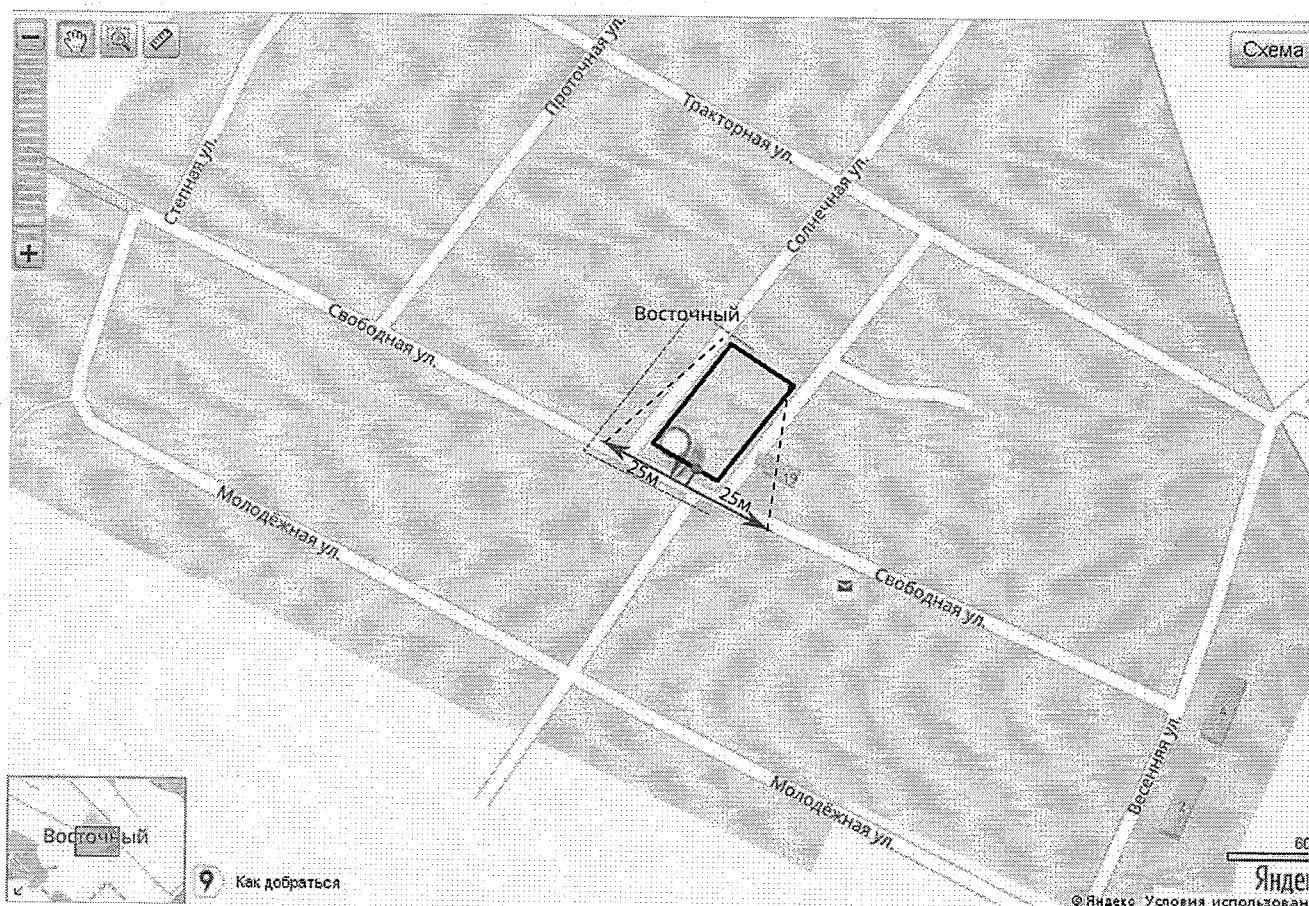 Схема
Проточная ул.
Тракторная ул.
Степная ул.
Солнечная ул.
Восточный
Свободная ул.
25м
25м
Молодёжная ул.
Свободная ул.
Весенняя ул.
Молодёжная ул.
Восточный
Как добраться
© Яндекс Условия использован